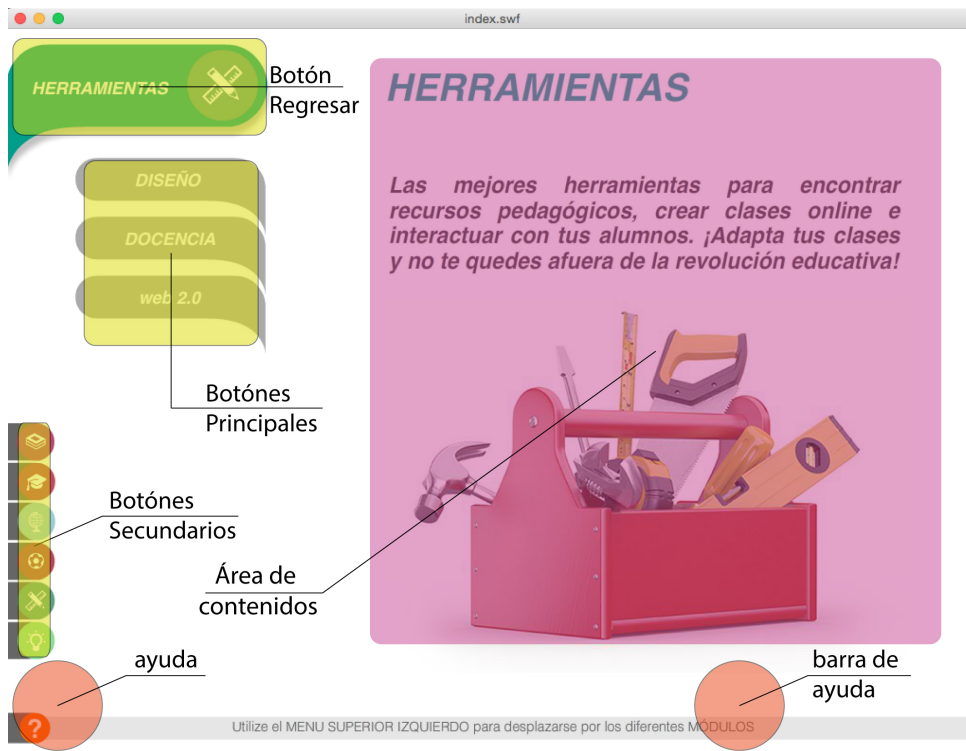 index.swf
HERRAMIENTAS
Botón
Regresar
DISEÑO
DOCENCIA
web 2.0
Botónes
Principales
Botónes
Secundarios
HERRAMIENTAS
Las mejores herramientas para encontrar
recursos pedagógicos, crear clases online e
interactuar con tus alumnos. ¡Adapta tus clases
y no te quedes afuera de la revolución educativa!
Área de
contenidos
ayuda
barra de
ayuda
?
Utilize el MENU SUPERIOR IZQUIERDO para desplazarse por los diferentes MÓDULOS